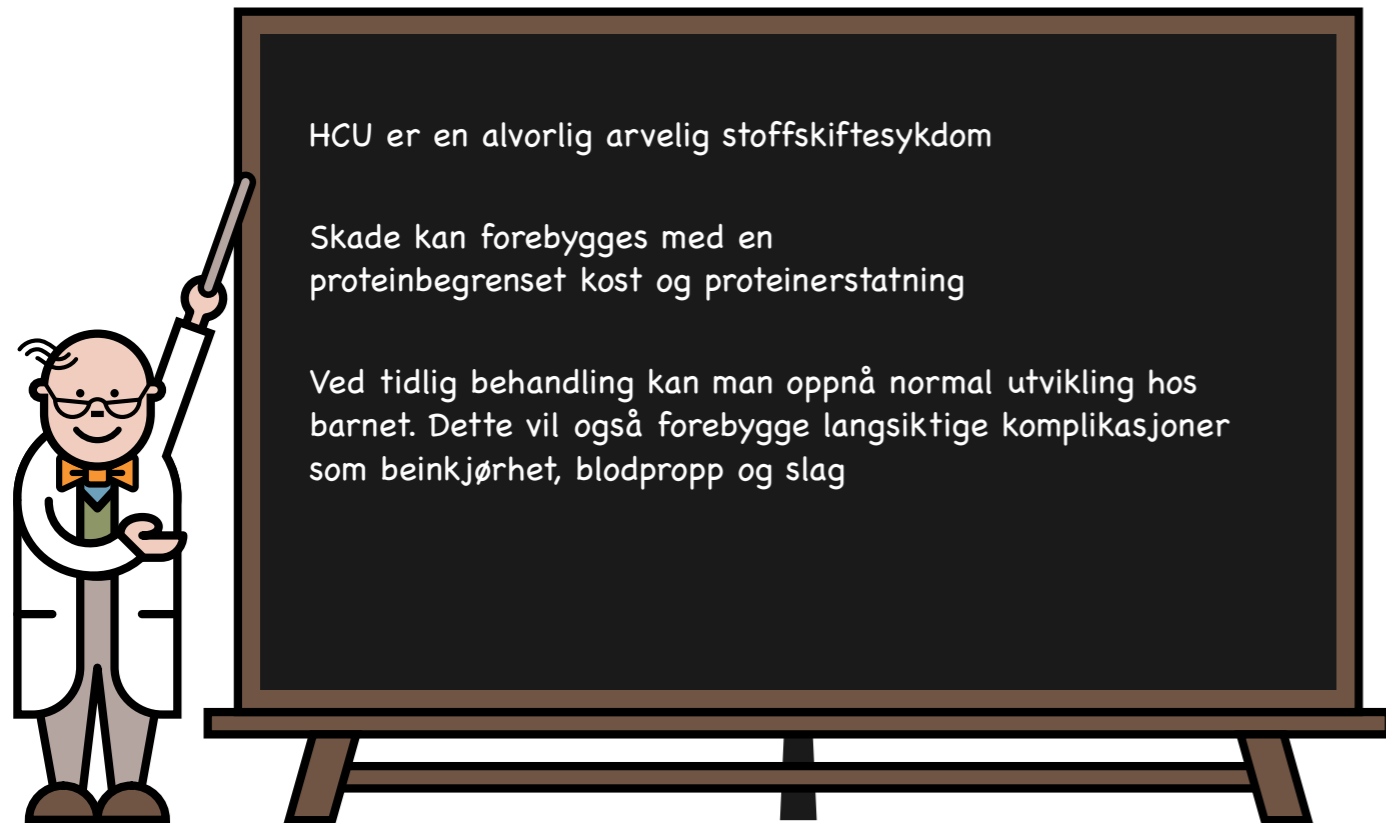 HCU er en alvorlig arvelig stoffskiftesykdom
Skade kan forebygges med en
proteinbegrenset kost og proteinerstatning
Ved tidlig behandling kan man oppnå normal utvikling hos
barnet. Dette vil også forebygge langsiktige komplikasjoner
som beinkjørhet, blodpropp og slag